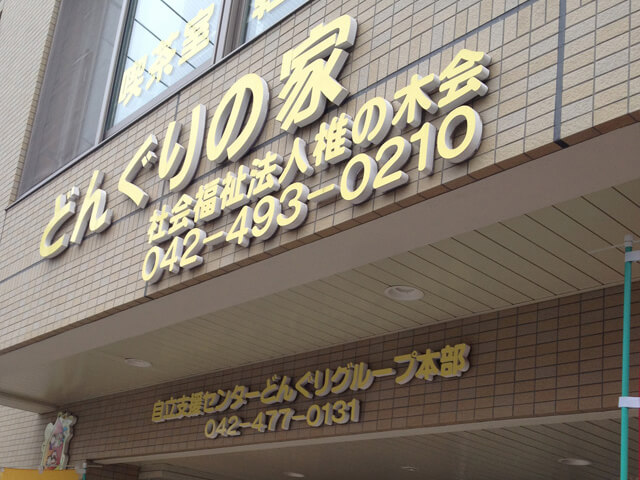 喫茶室
どんぐりの家
社会福祉法人椎の木会
042-493-0210
自立支援センターどんぐりグループ本部
042-477-0131